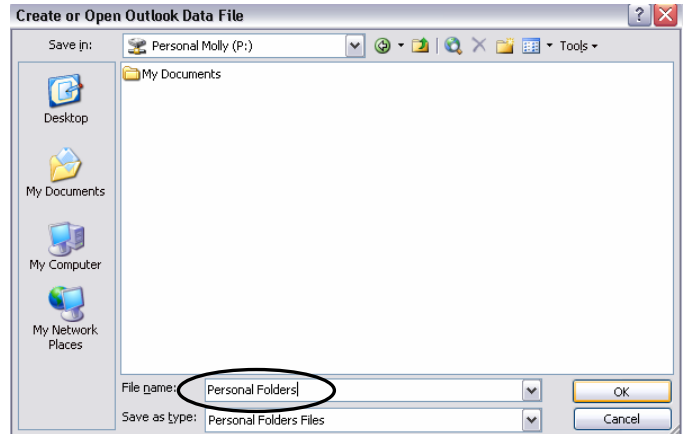 Create or Open Outlook Data File
Save in: Personal Molly (P:) Tools
My Documents
Desktop
My Documents
My Computer
My Network
Places
File name: Personal Folders OK
Save as type: Personal Folders Files Cancel